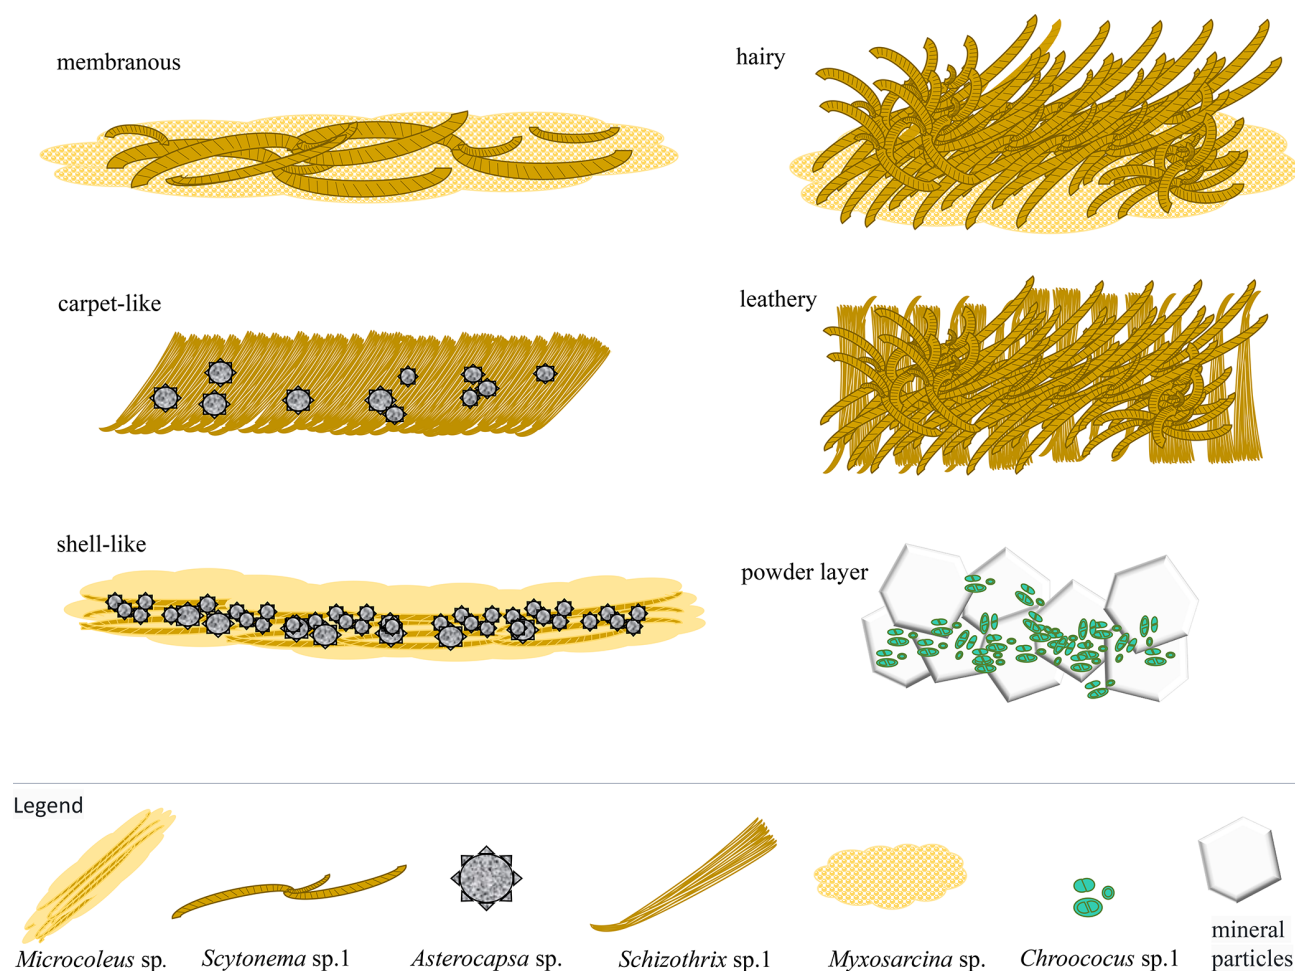 membranous
hairy
carpet-like
leathery
shell-like
powder layer
Legend
Microcoleus sp.
Scytonema sp.1
Asterocapsa sp.
Schizothrix sp.1
Myxosarcina sp.
Chroococus sp.1
mineral
particles